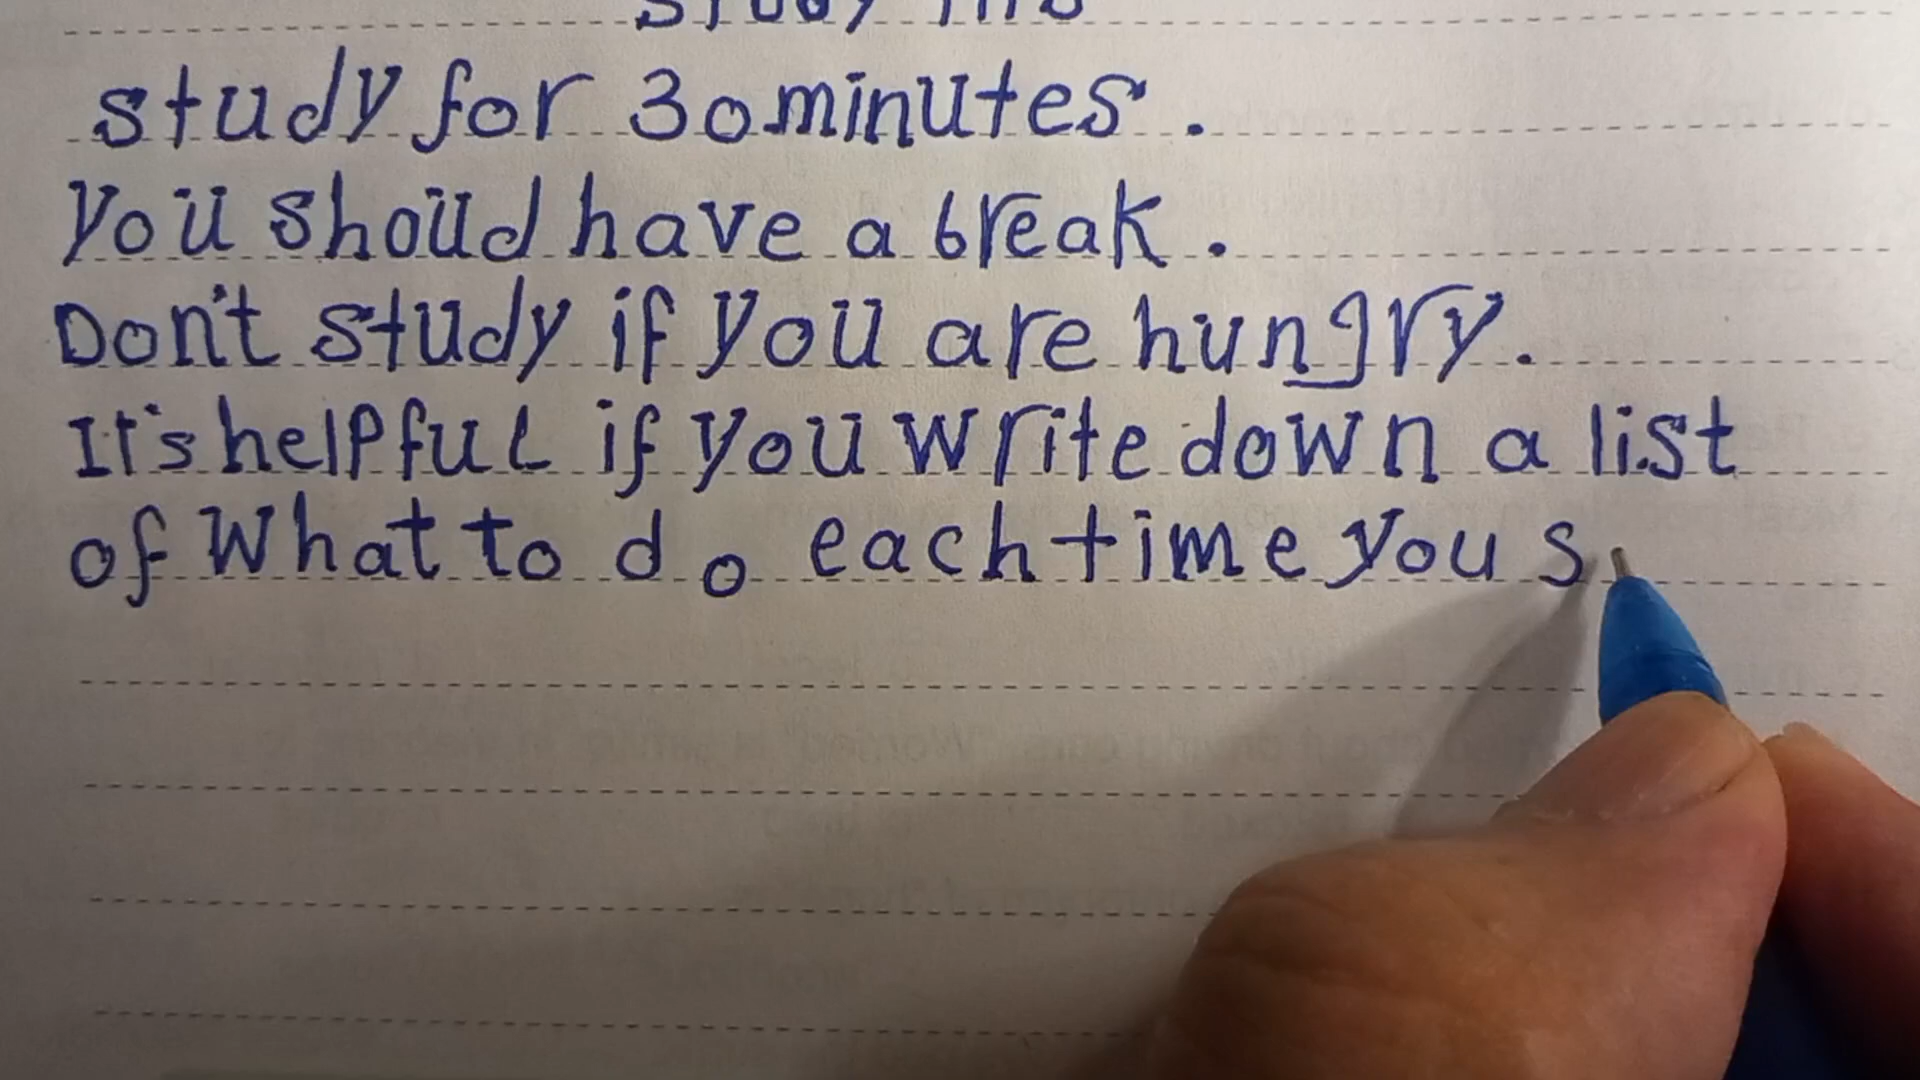 study for 30 minutes.
You should have a break.
Don't study if you are hungry.
It's helpful if you write down a list
of what to do each time you s